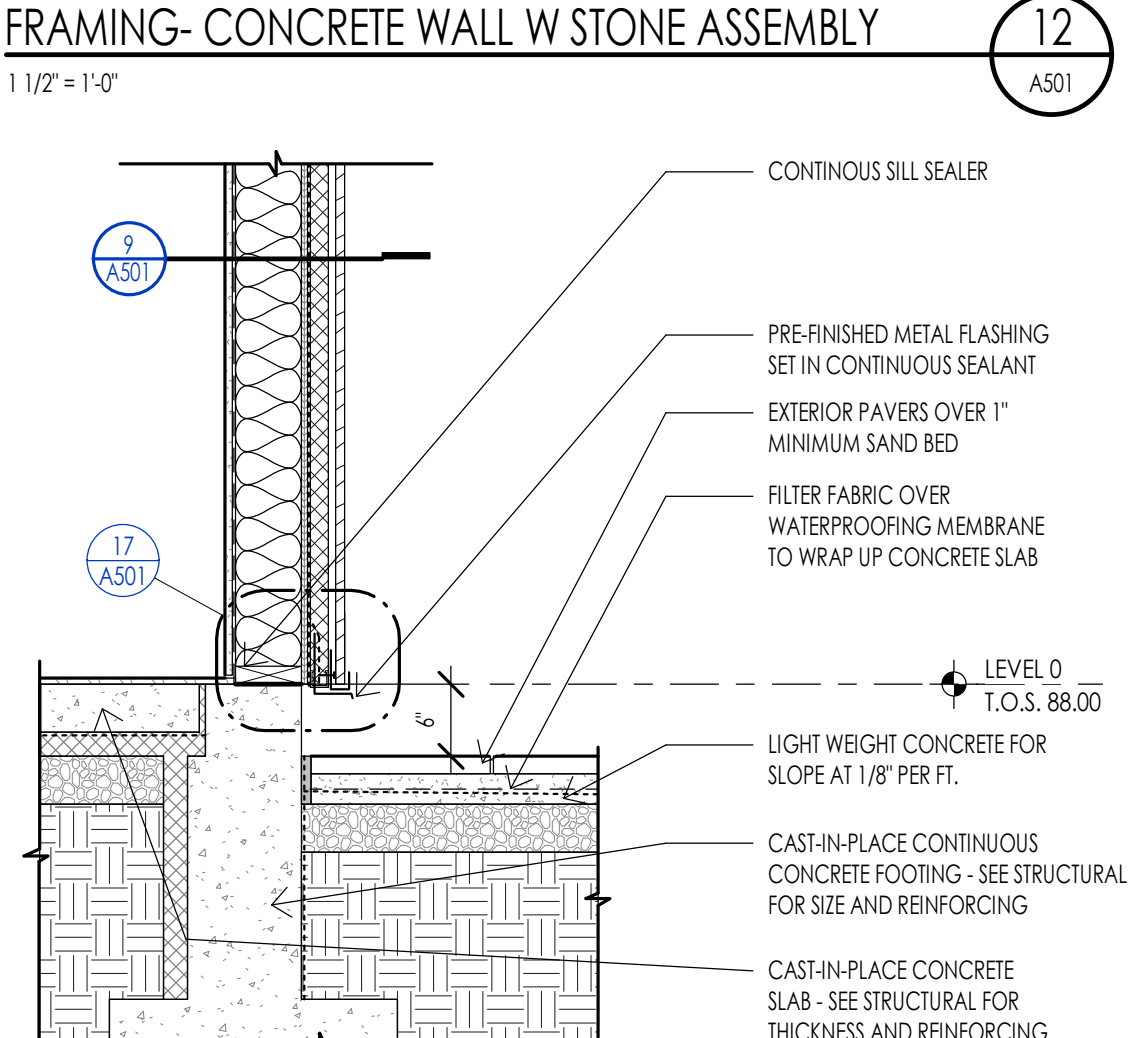 FRAMING- CONCRETE WALL W STONE ASSEMBLY
12
A501
1 1/2" = 1'-0"
CONTINOUS SILL SEALER
9
A501
PRE-FINISHED METAL FLASHING
SET IN CONTINUOUS SEALANT
EXTERIOR PAVERS OVER 1"
MINIMUM SAND BED
FILTER FABRIC OVER
WATERPROOFING MEMBRANE
TO WRAP UP CONCRETE SLAB
17
A501
LEVEL 0
T.O.S. 88.00
6"
LIGHT WEIGHT CONCRETE FOR
SLOPE AT 1/8" PER FT.
CAST-IN-PLACE CONTINUOUS
CONCRETE FOOTING - SEE STRUCTURAL
FOR SIZE AND REINFORCING
CAST-IN-PLACE CONCRETE
SLAB - SEE STRUCTURAL FOR
THICKNESS AND REINFORCING